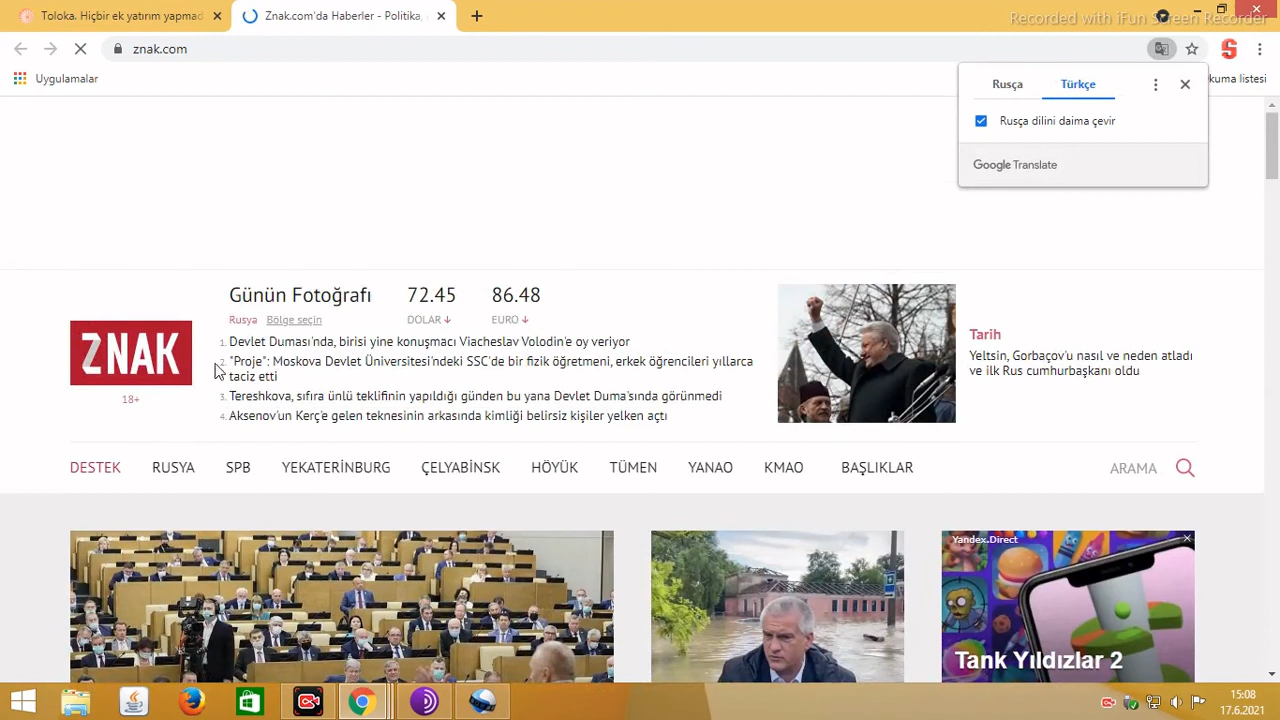 Toloka. Hiçbir ek yatırım yapmad
Znak.com'da Haberler - Politika,
Recorded with iFun Screen Recorder
znak.com
Uygulamalar
kuma listesi
Rusça
Türkçe
Rusça dilini daima çevir
Google Translate
Günün Fotoğrafı
72.45
86.48
Rusya
Bölge seçin
DOLAR
EURO
1. Devlet Duması'nda, birisi yine konuşmacı Viacheslav Volodin'e oy veriyor
2. "Proje": Moskova Devlet Üniversitesi'ndeki SSC'de bir fizik öğretmeni, erkek öğrencileri yıllarca
taciz etti
3. Tereshkova, sıfıra ünlü teklifinin yapıldığı günden bu yana Devlet Duma'sında görünmedi
4. Aksenov'un Kerç'e gelen teknesinin arkasında kimliği belirsiz kişiler yelken açtı
ZNAK
18+
Tarih
Yeltsin, Gorbaçov'u nasıl ve neden atladı
ve ilk Rus cumhurbaşkanı oldu
DESTEK
RUSYA
SPB
YEKATERİNBURG
ÇELYABİNSK
HÖYÜK
TÜMEN
YANAO
KMAO
BAŞLIKLAR
ARAMA
Yandex.Direct
Tank Yıldızlar 2
15:08
17.6.2021